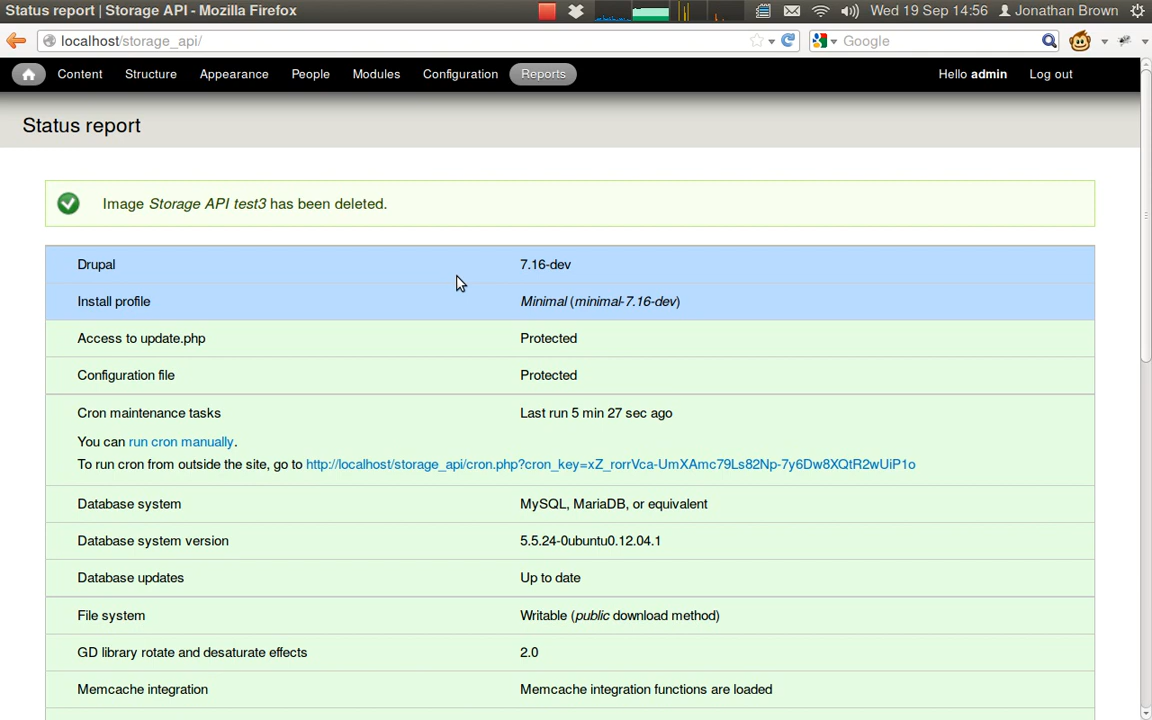 Status report | Storage API - Mozilla Firefox
Wed 19 Sep 14:56 Jonathan Brown
localhost/storage_api/
Google
Content Structure Appearance People Modules Configuration Reports
Hello admin Log out
Status report
Image Storage API test3 has been deleted.
Drupal 7.16-dev
Install profile Minimal (minimal-7.16-dev)
Access to update.php Protected
Configuration file Protected
Cron maintenance tasks Last run 5 min 27 sec ago
You can run cron manually.
To run cron from outside the site, go to http://localhost/storage_api/cron.php?cron_key=xZ_rorrVca-UmXAmc79Ls82Np-7y6Dw8XQtR2wUiP1o
Database system MySQL, MariaDB, or equivalent
Database system version 5.5.24-0ubuntu0.12.04.1
Database updates Up to date
File system Writable (public download method)
GD library rotate and desaturate effects 2.0
Memcache integration Memcache integration functions are loaded